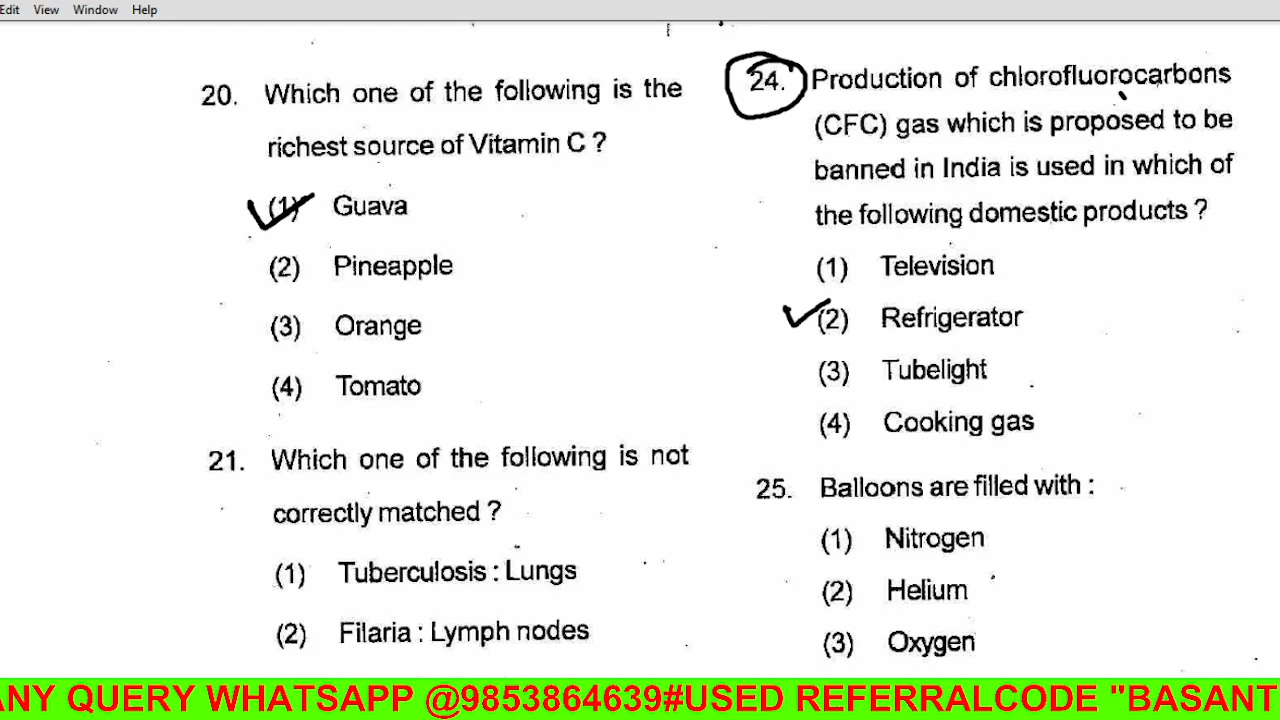 Edit View Window Help
20. Which one of the following is the
richest source of Vitamin C ?
(1) Guava
(2) Pineapple
(3) Orange
(4) Tomato
21. Which one of the following is not
correctly matched ?
(1) Tuberculosis : Lungs
(2) Filaria : Lymph nodes
24. Production of chlorofluorocarbons
(CFC) gas which is proposed to be
banned in India is used in which of
the following domestic products ?
(1) Television
(2) Refrigerator
(3) Tubelight
(4) Cooking gas
25. Balloons are filled with :
(1) Nitrogen
(2) Helium
(3) Oxygen
ANY QUERY WHATSAPP @9853864639#USED REFERRALCODE "BASANT